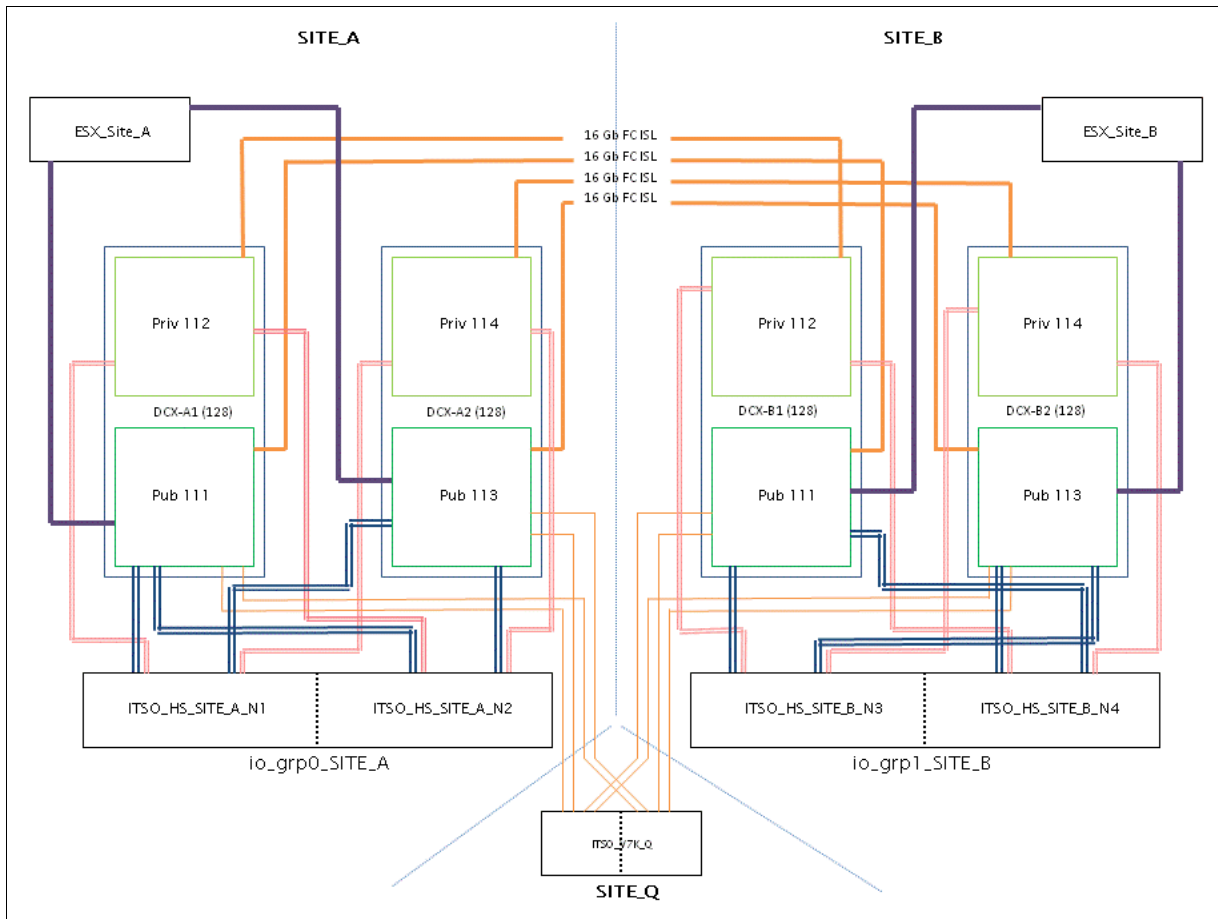 SITE_A
SITE_B
ESX_Site_A
ESX_Site_B
16 Gb FC ISL
16 Gb FC ISL
16 Gb FC ISL
16 Gb FC ISL
Priv 112
Priv 114
Priv 112
Priv 114
DCX-A1 (128)
DCX-A2 (128)
DCX-B1 (128)
DCX-B2 (128)
Pub 111
Pub 113
Pub 111
Pub 113
ITSO_HS_SITE_A_N1
ITSO_HS_SITE_A_N2
ITSO_HS_SITE_B_N3
ITSO_HS_SITE_B_N4
io_grp0_SITE_A
io_grp1_SITE_B
ITSO_V7K_Q
SITE_Q